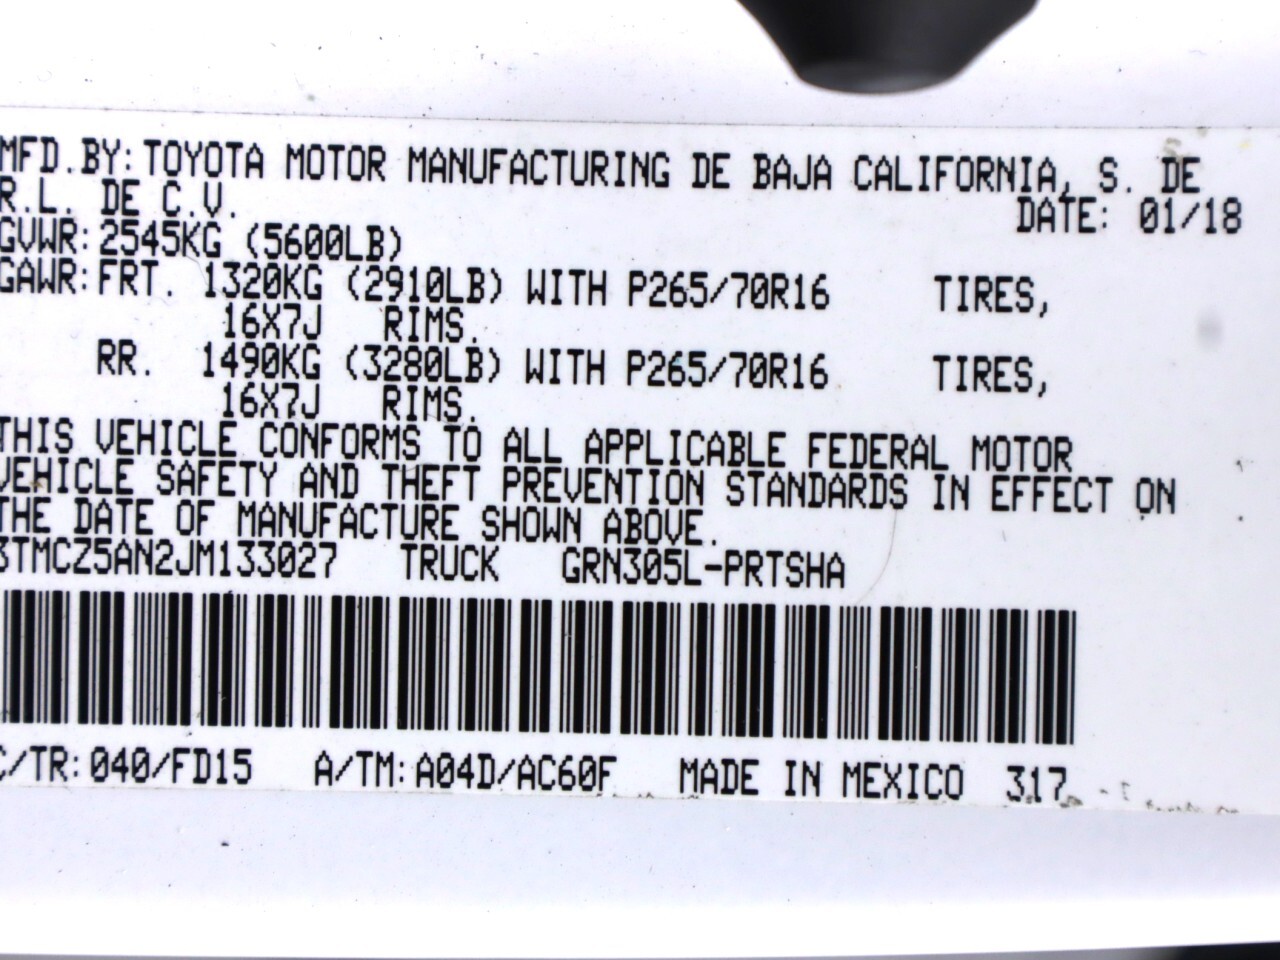 MFD.BY: TOYOTA MOTOR MANUFACTURING DE BAJA CALIFORNIA, S. DE
R.L. DE C.V.
DATE: 01/18
GVWR: 2545KG (5600LB)
GAWR: FRT. 1320KG (2910LB) WITH P265/70R16 TIRES,
16X7J RIMS.
RR. 1490KG (3280LB) WITH P265/70R16 TIRES,
16X7J RIMS.
THIS VEHICLE CONFORMS TO ALL APPLICABLE FEDERAL MOTOR
VEHICLE SAFETY AND THEFT PREVENTION STANDARDS IN EFFECT ON
THE DATE OF MANUFACTURE SHOWN ABOVE.
3TMCZ5AN2JM133027 TRUCK GRN305L-PRTSHA
C/TR: 040/FD15 A/TM: A04D/AC60F MADE IN MEXICO 317